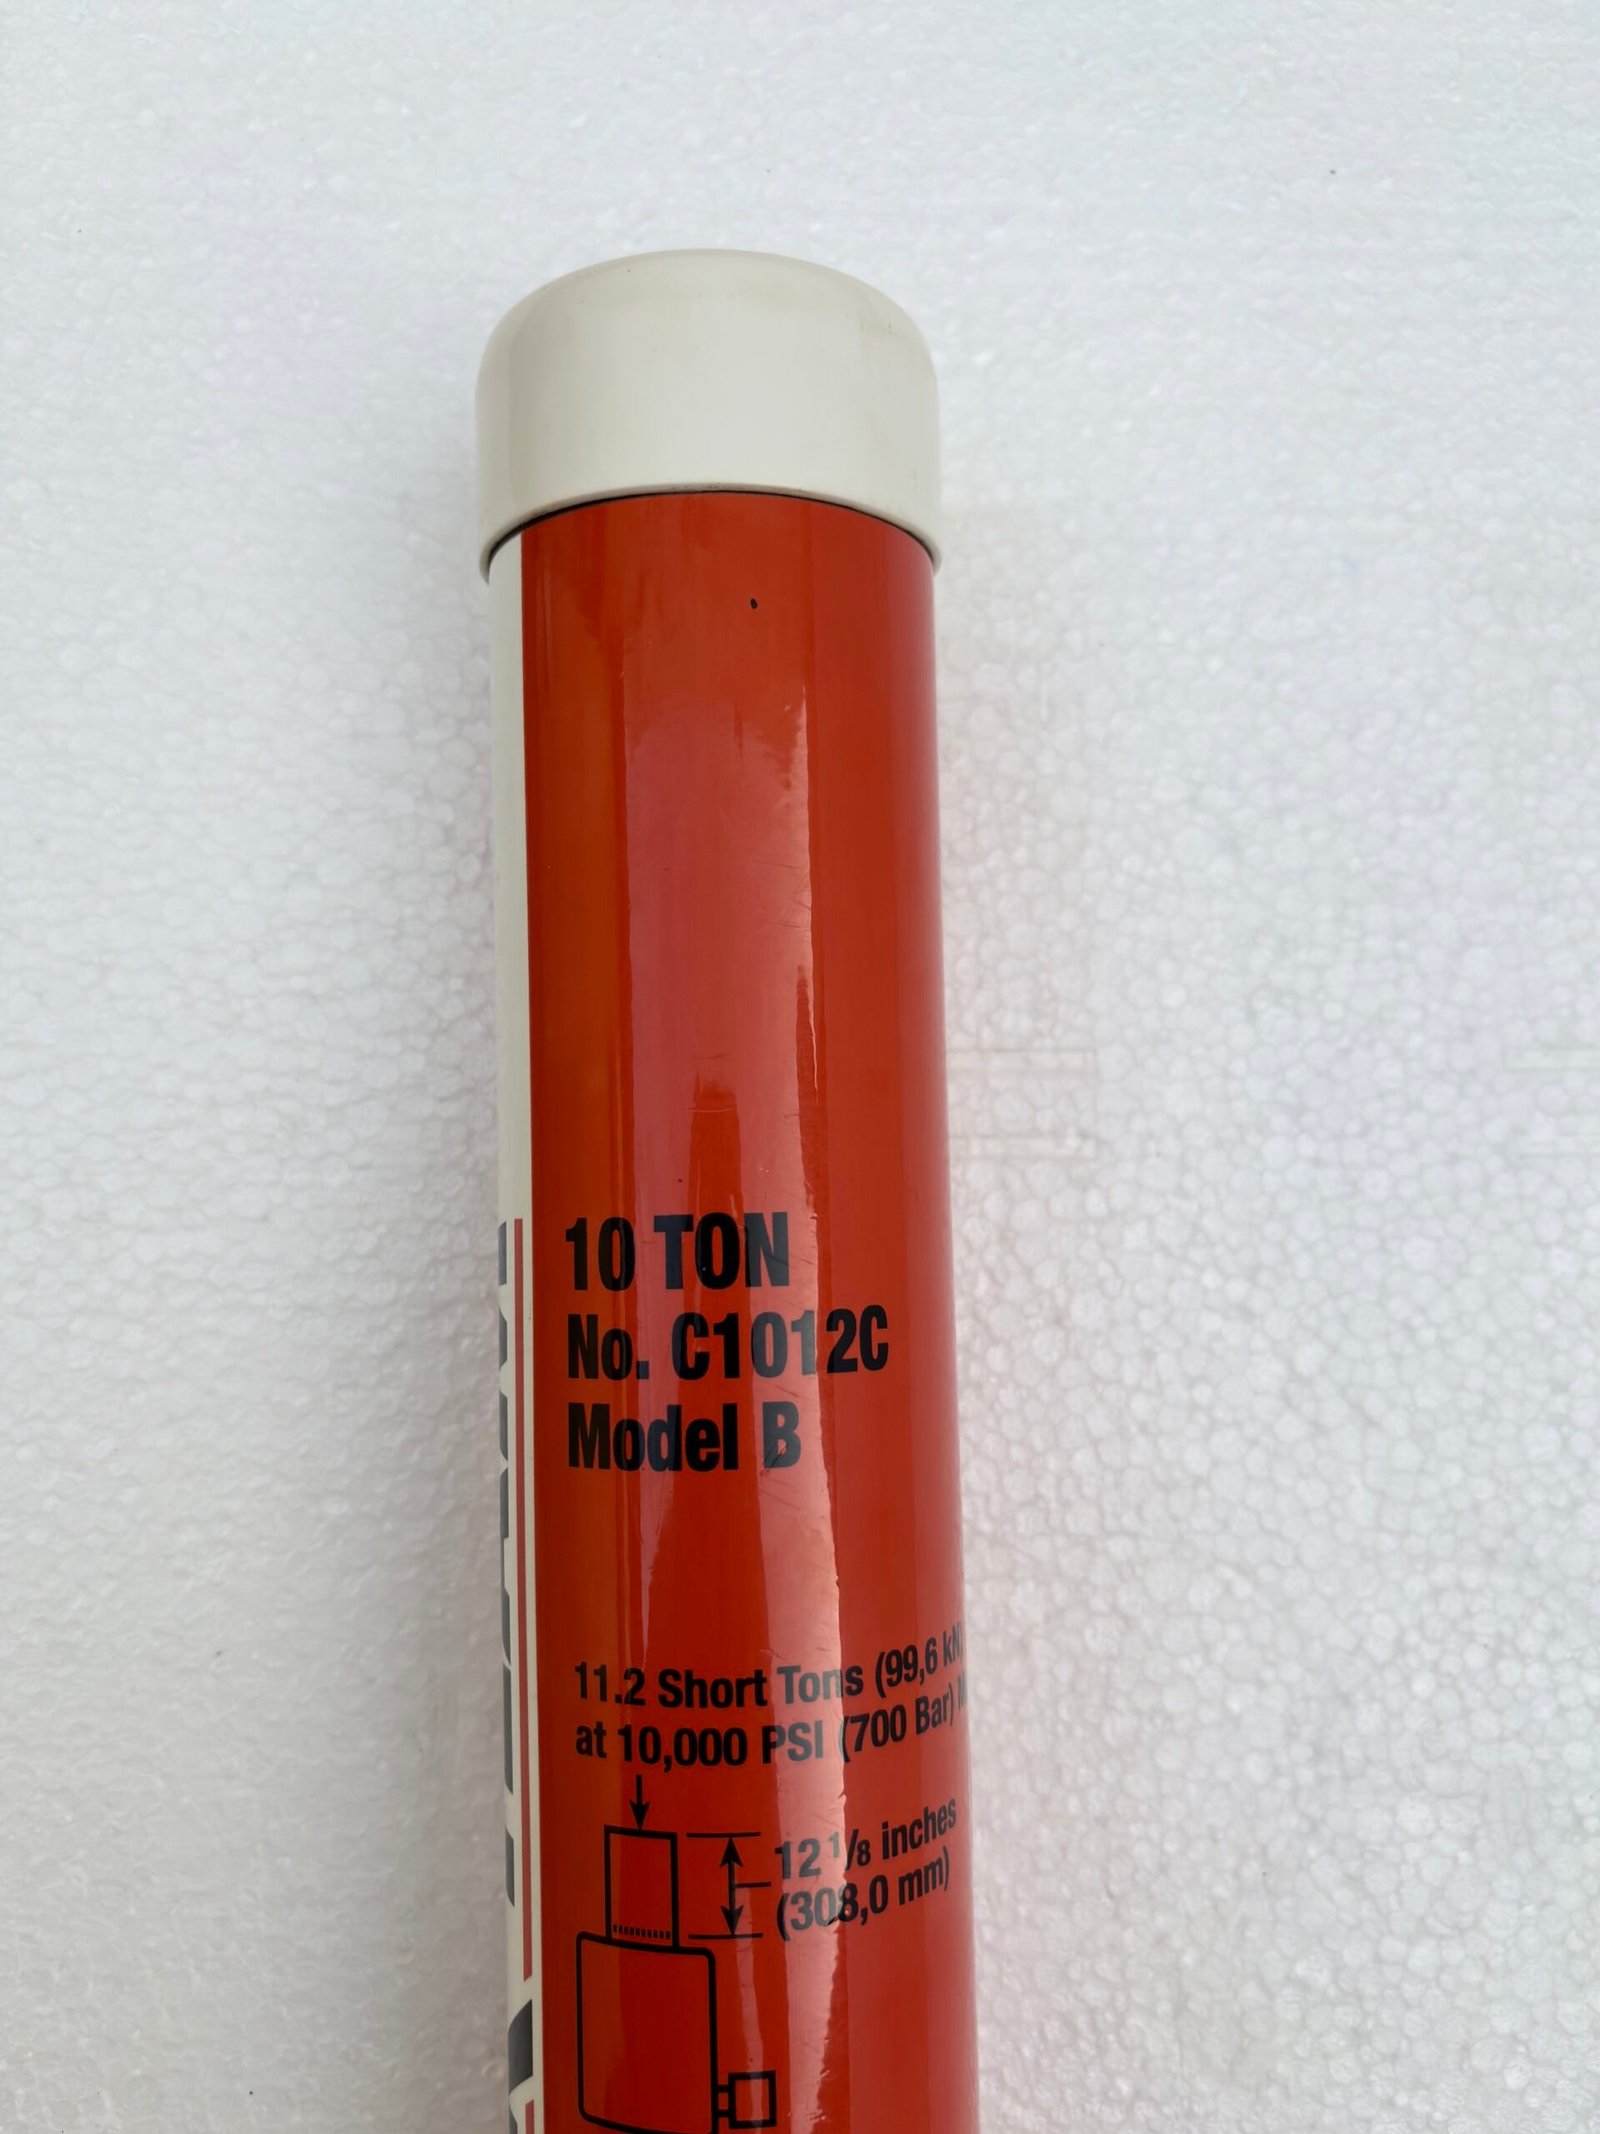 10 TON
No. C1012C
Model B
11.2 Short Tons (99,6 kN)
at 10,000 PSI (700 Bar)
12 1/8 inches
(308,0 mm)